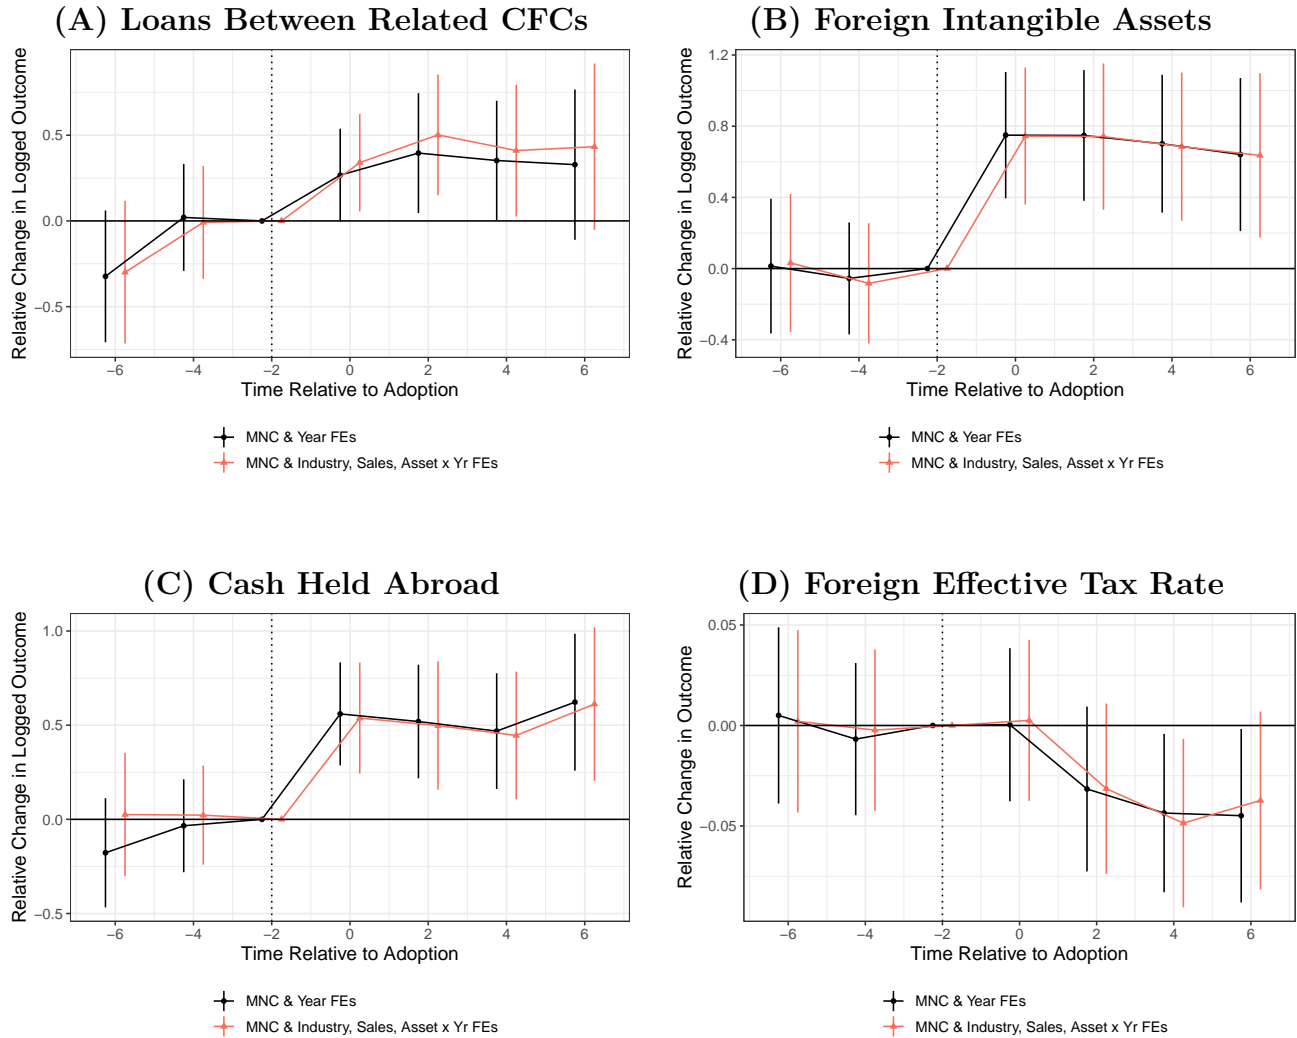 (A) Loans Between Related CFCs
Relative Change in Logged Outcome
0.5
0.0
−0.5
−6 −4 −2 0 2 4 6
Time Relative to Adoption
MNC & Year FEs
MNC & Industry, Sales, Asset x Yr FEs
(B) Foreign Intangible Assets
Relative Change in Logged Outcome
1.2
0.8
0.4
0.0
−0.4
−6 −4 −2 0 2 4 6
Time Relative to Adoption
MNC & Year FEs
MNC & Industry, Sales, Asset x Yr FEs
(C) Cash Held Abroad
Relative Change in Logged Outcome
1.0
0.5
0.0
−0.5
−6 −4 −2 0 2 4 6
Time Relative to Adoption
MNC & Year FEs
MNC & Industry, Sales, Asset x Yr FEs
(D) Foreign Effective Tax Rate
Relative Change in Outcome
0.05
0.00
−0.05
−6 −4 −2 0 2 4 6
Time Relative to Adoption
MNC & Year FEs
MNC & Industry, Sales, Asset x Yr FEs